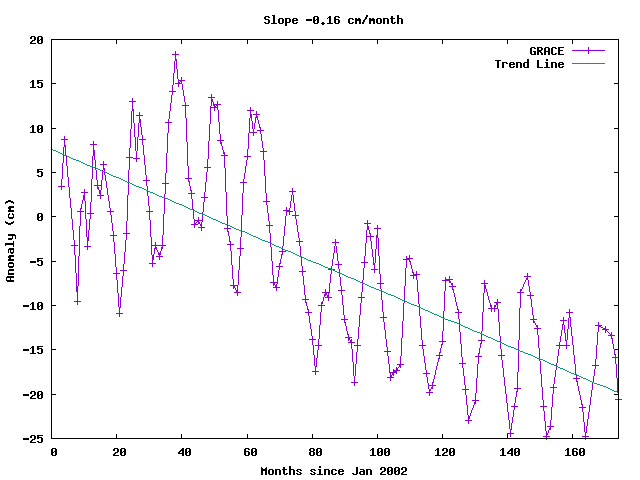 Slope -0.16 cm/month
GRACE
Trend Line
20
15
10
5
0
-5
-10
-15
-20
-25
Anomaly (cm)
0 20 40 60 80 100 120 140 160
Months since Jan 2002